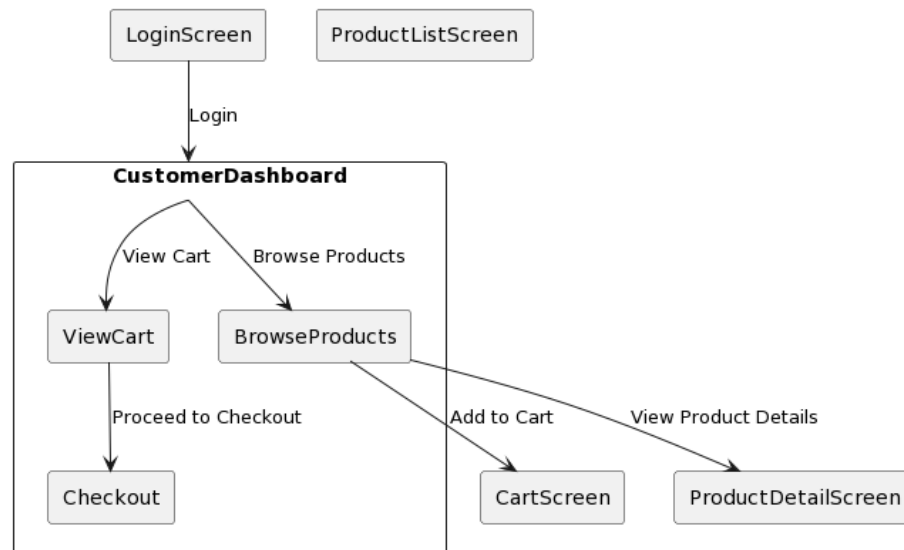 LoginScreen
ProductListScreen
Login
CustomerDashboard
View Cart
Browse Products
ViewCart
BrowseProducts
Proceed to Checkout
Add to Cart
View Product Details
Checkout
CartScreen
ProductDetailScreen